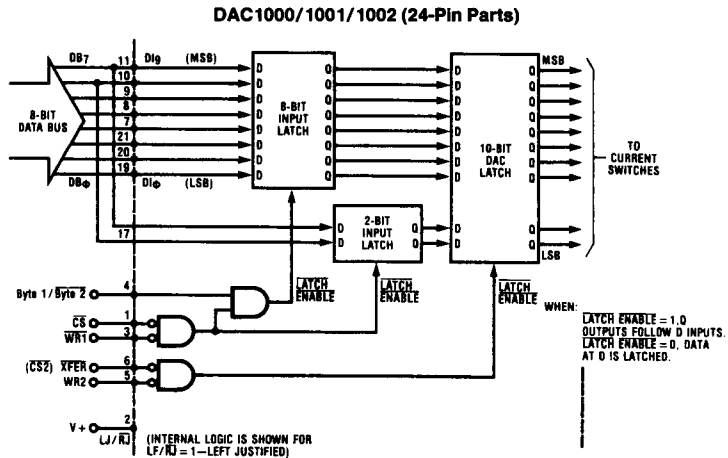 DAC1000/1001/1002 (24-Pin Parts)
DB7 11 DI9 (MSB)
10
9
8
7
21
20
DBϕ 19 DIϕ (LSB)
17
8-BIT
DATA BUS
D Q
D Q
D Q
D Q
D Q
D Q
D Q
D Q
8-BIT
INPUT
LATCH
D Q
D Q
2-BIT
INPUT
LATCH
D Q MSB
D Q
D Q
D Q
D Q
D Q
D Q
D Q
D Q
D Q LSB
10-BIT
DAC
LATCH
TO
CURRENT
SWITCHES
Byte 1/Byte 2 4
LATCH
ENABLE
LATCH
ENABLE
LATCH
ENABLE
CS 1
WR1 3
(CS2) XFER 6
WR2 5
V+ 2
LJ/RJ
(INTERNAL LOGIC IS SHOWN FOR
LF/RJ = 1—LEFT JUSTIFIED)
WHEN:
LATCH ENABLE = 1,Q
OUTPUTS FOLLOW D INPUTS.
LATCH ENABLE = 0, DATA
AT D IS LATCHED.